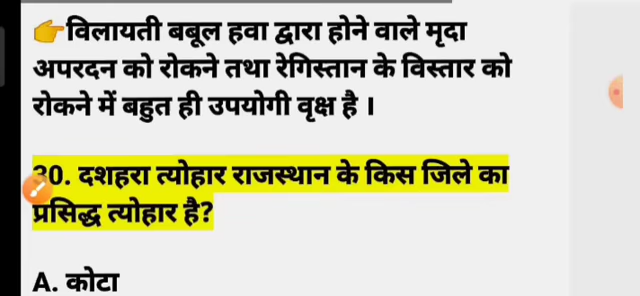 👉विलायती बबूल हवा द्वारा होने वाले मृदा
अपरदन को रोकने तथा रेगिस्तान के विस्तार को
रोकने में बहुत ही उपयोगी वृक्ष है ।
30. दशहरा त्योहार राजस्थान के किस जिले का
प्रसिद्ध त्योहार है?
A. कोटा